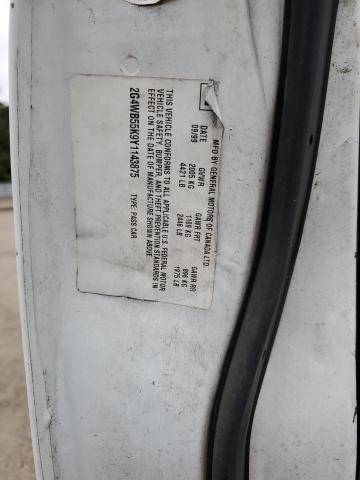 MFD BY GENERAL MOTORS OF CANADA LTD.
DATE GVWR GAWR FRT GAWR RR
09/99 2005 KG 1109 KG 896 KG
4421 LB 2446 LB 1975 LB
THIS VEHICLE CONFORMS TO ALL APPLICABLE U.S. FEDERAL MOTOR
VEHICLE SAFETY, BUMPER, AND THEFT PREVENTION STANDARDS IN
EFFECT ON THE DATE OF MANUFACTURE SHOWN ABOVE.
2G4WB55K9Y1143875 TYPE: PASS CAR